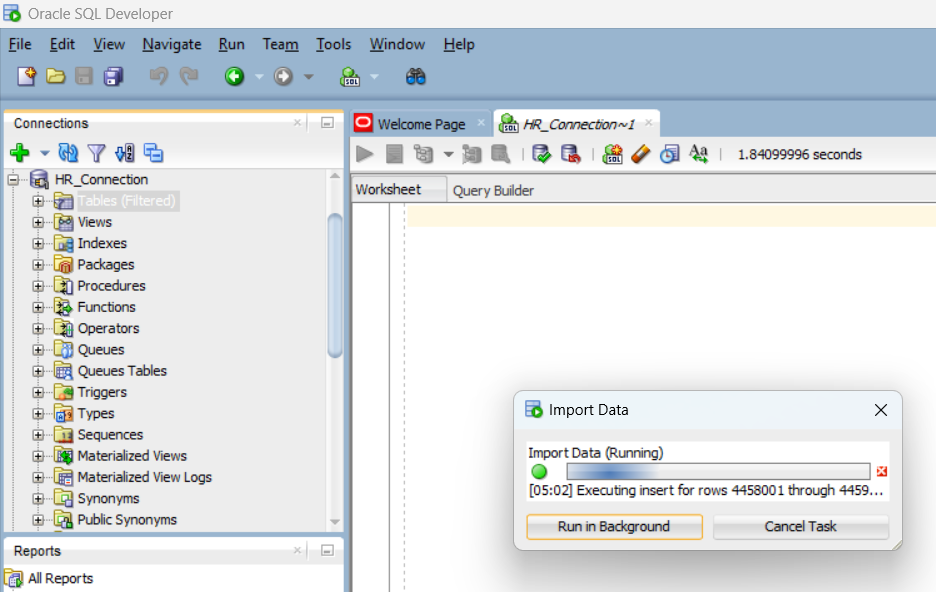 Oracle SQL Developer
File Edit View Navigate Run Team Tools Window Help
Connections
HR_Connection
Tables (Filtered)
Views
Indexes
Packages
Procedures
Functions
Operators
Queues
Queues Tables
Triggers
Types
Sequences
Materialized Views
Materialized View Logs
Synonyms
Public Synonyms
Reports
All Reports
Welcome Page HR_Connection~1
1.84099996 seconds
Worksheet Query Builder
Import Data
Import Data (Running)
[05:02] Executing insert for rows 4458001 through 4459...
Run in Background Cancel Task